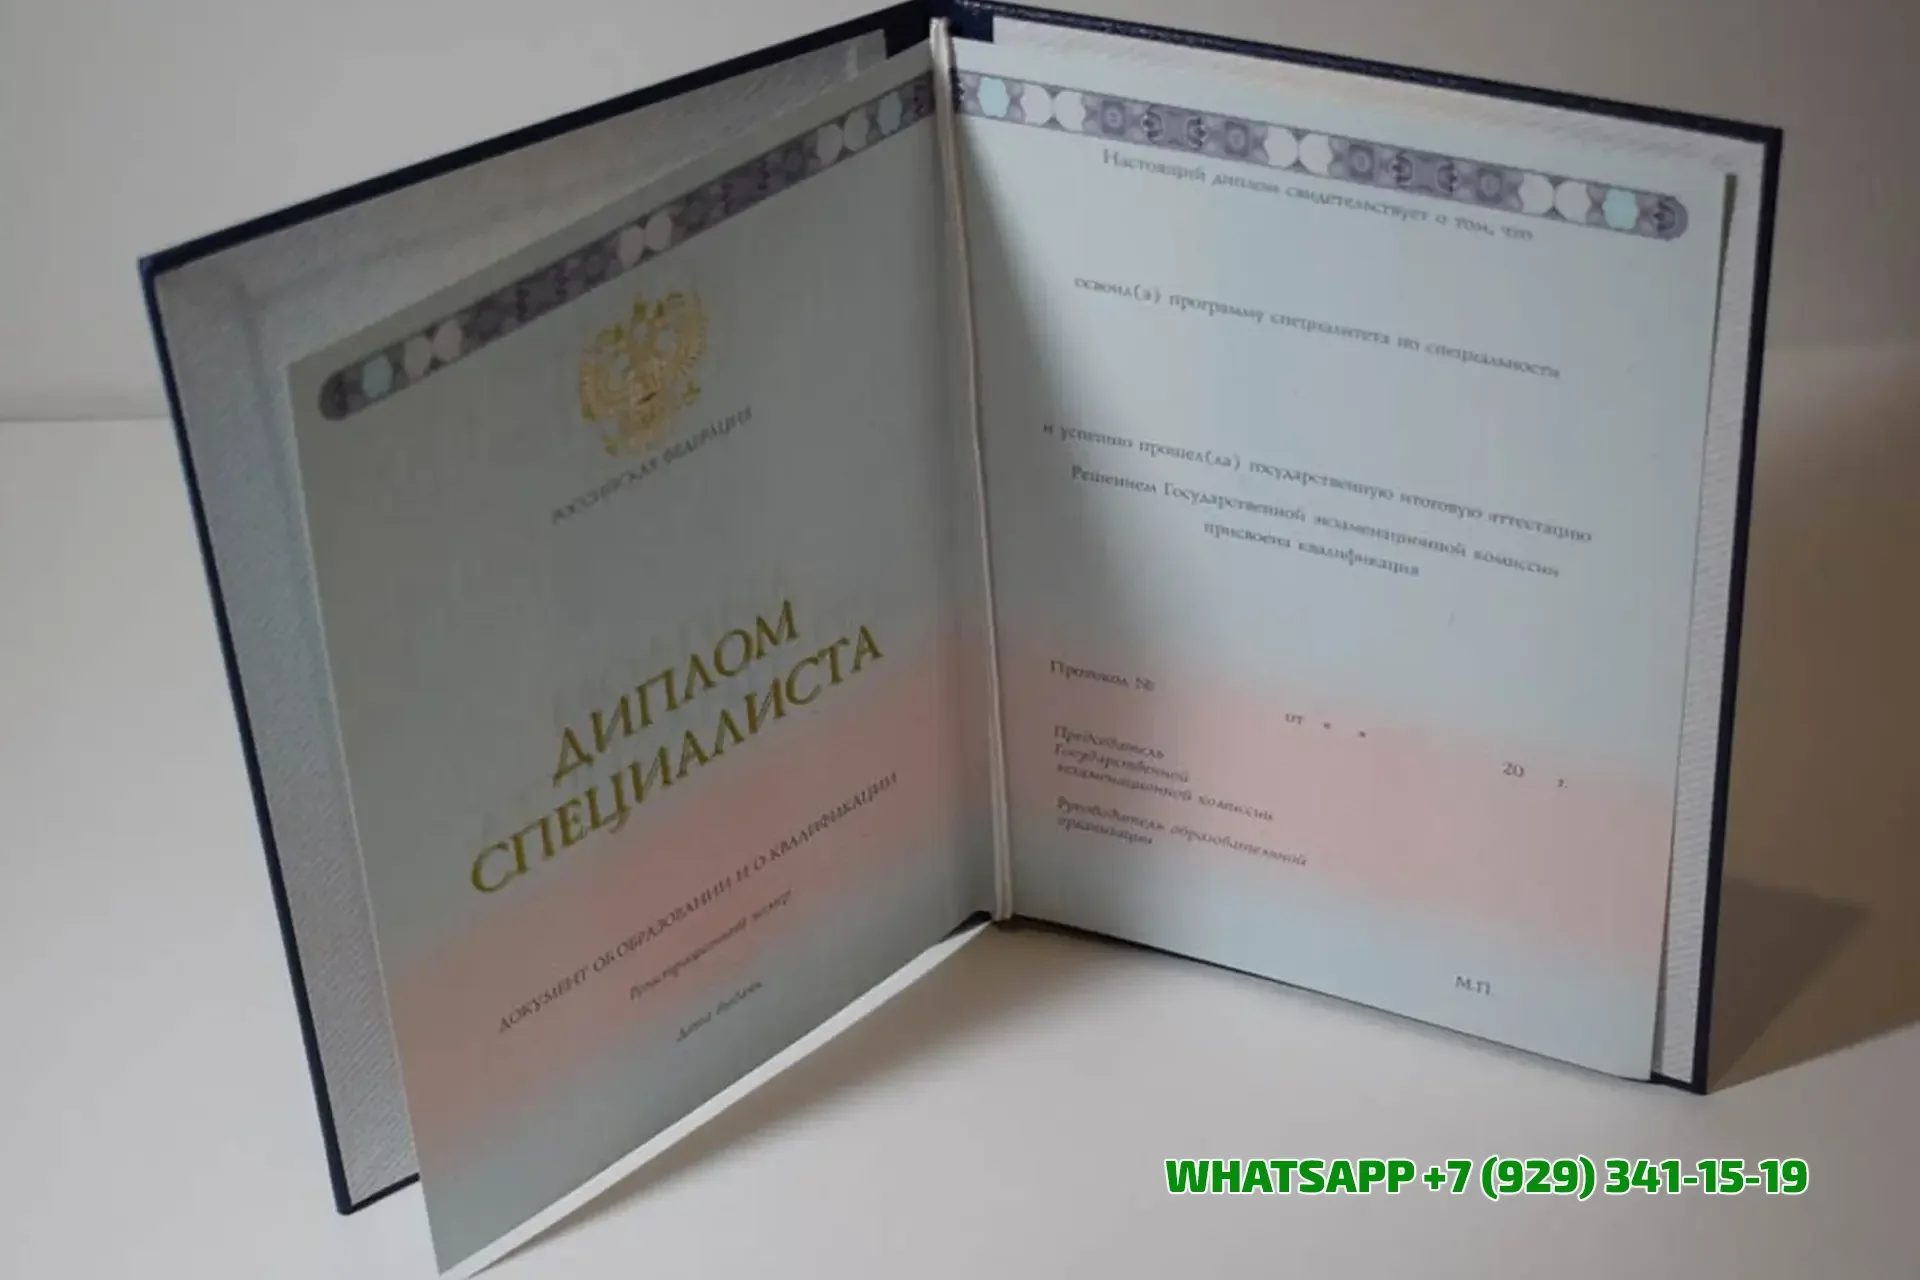 РОССИЙСКАЯ ФЕДЕРАЦИЯ
ДИПЛОМ
СПЕЦИАЛИСТА
ДОКУМЕНТ ОБ ОБРАЗОВАНИИ И О КВАЛИФИКАЦИИ
Регистрационный номер
Дата выдачи
Настоящий диплом свидетельствует о том, что
освоил(а) программу специалитета по специальности
и успешно прошел(ла) государственную итоговую аттестацию
Решением Государственной экзаменационной комиссии
присвоена квалификация
Протокол №
от « »
20 г.
Председатель
Государственной
экзаменационной комиссии
Руководитель образовательной
организации
М.П.
WHATSAPP +7 (929) 341-15-19